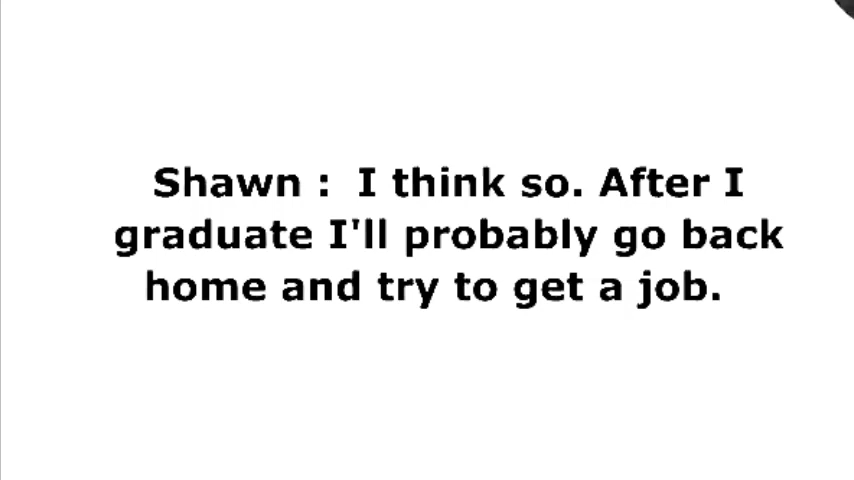 Shawn :  I think so. After I
graduate I'll probably go back
home and try to get a job.